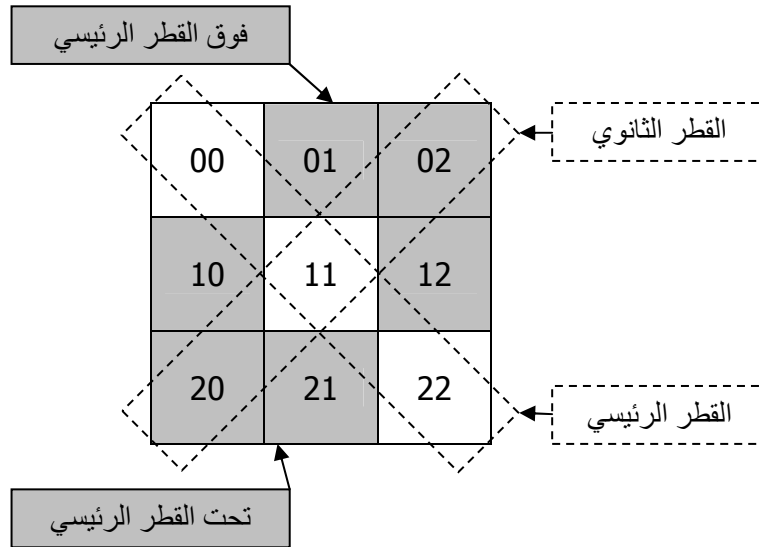 فوق القطر الرئيسي
القطر الثانوي
00 01 02
10 11 12
20 21 22
القطر الرئيسي
تحت القطر الرئيسي